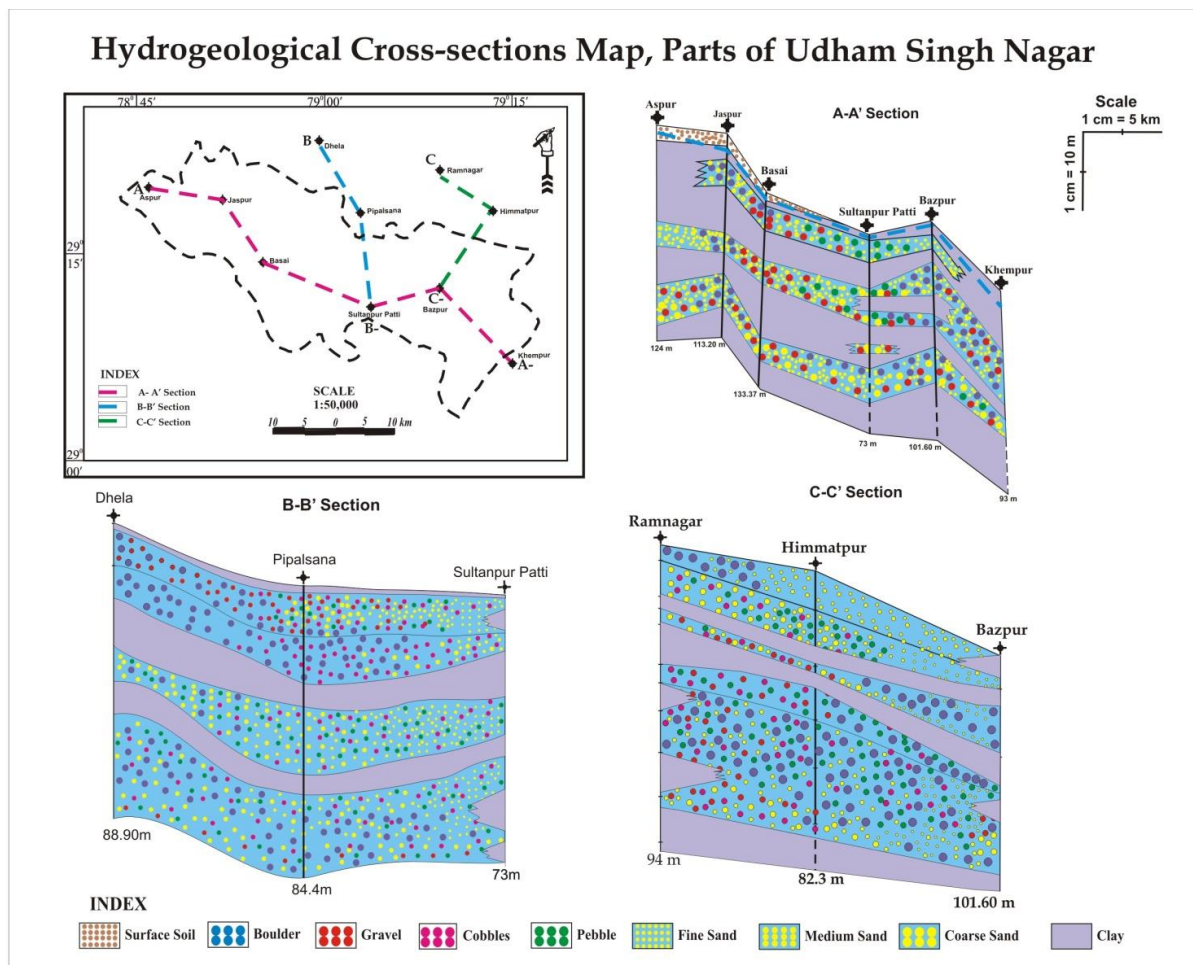 Hydrogeological Cross-sections Map, Parts of Udham Singh Nagar
78°45'
79°00'
79°15'
29°
15'
29°
00'
B
Dhela
C
Ramnagar
A
Aspur
Jaspur
Pipalsana
Himmatpur
Basai
Sultanpur Patti
B-
C-
Bazpur
Khempur
A-
INDEX
A- A' Section
B-B' Section
C-C' Section
SCALE
1:50,000
10 5 0 5 10 km
A-A' Section
Aspur
Jaspur
Basai
Sultanpur Patti
Bazpur
Khempur
124 m
113.20 m
133.37 m
73 m
101.60 m
93 m
Scale
1 cm = 5 km
1 cm = 10 m
B-B' Section
Dhela
Pipalsana
Sultanpur Patti
88.90m
84.4m
73m
C-C' Section
Ramnagar
Himmatpur
Bazpur
94 m
82.3 m
101.60 m
INDEX
Surface Soil
Boulder
Gravel
Cobbles
Pebble
Fine Sand
Medium Sand
Coarse Sand
Clay